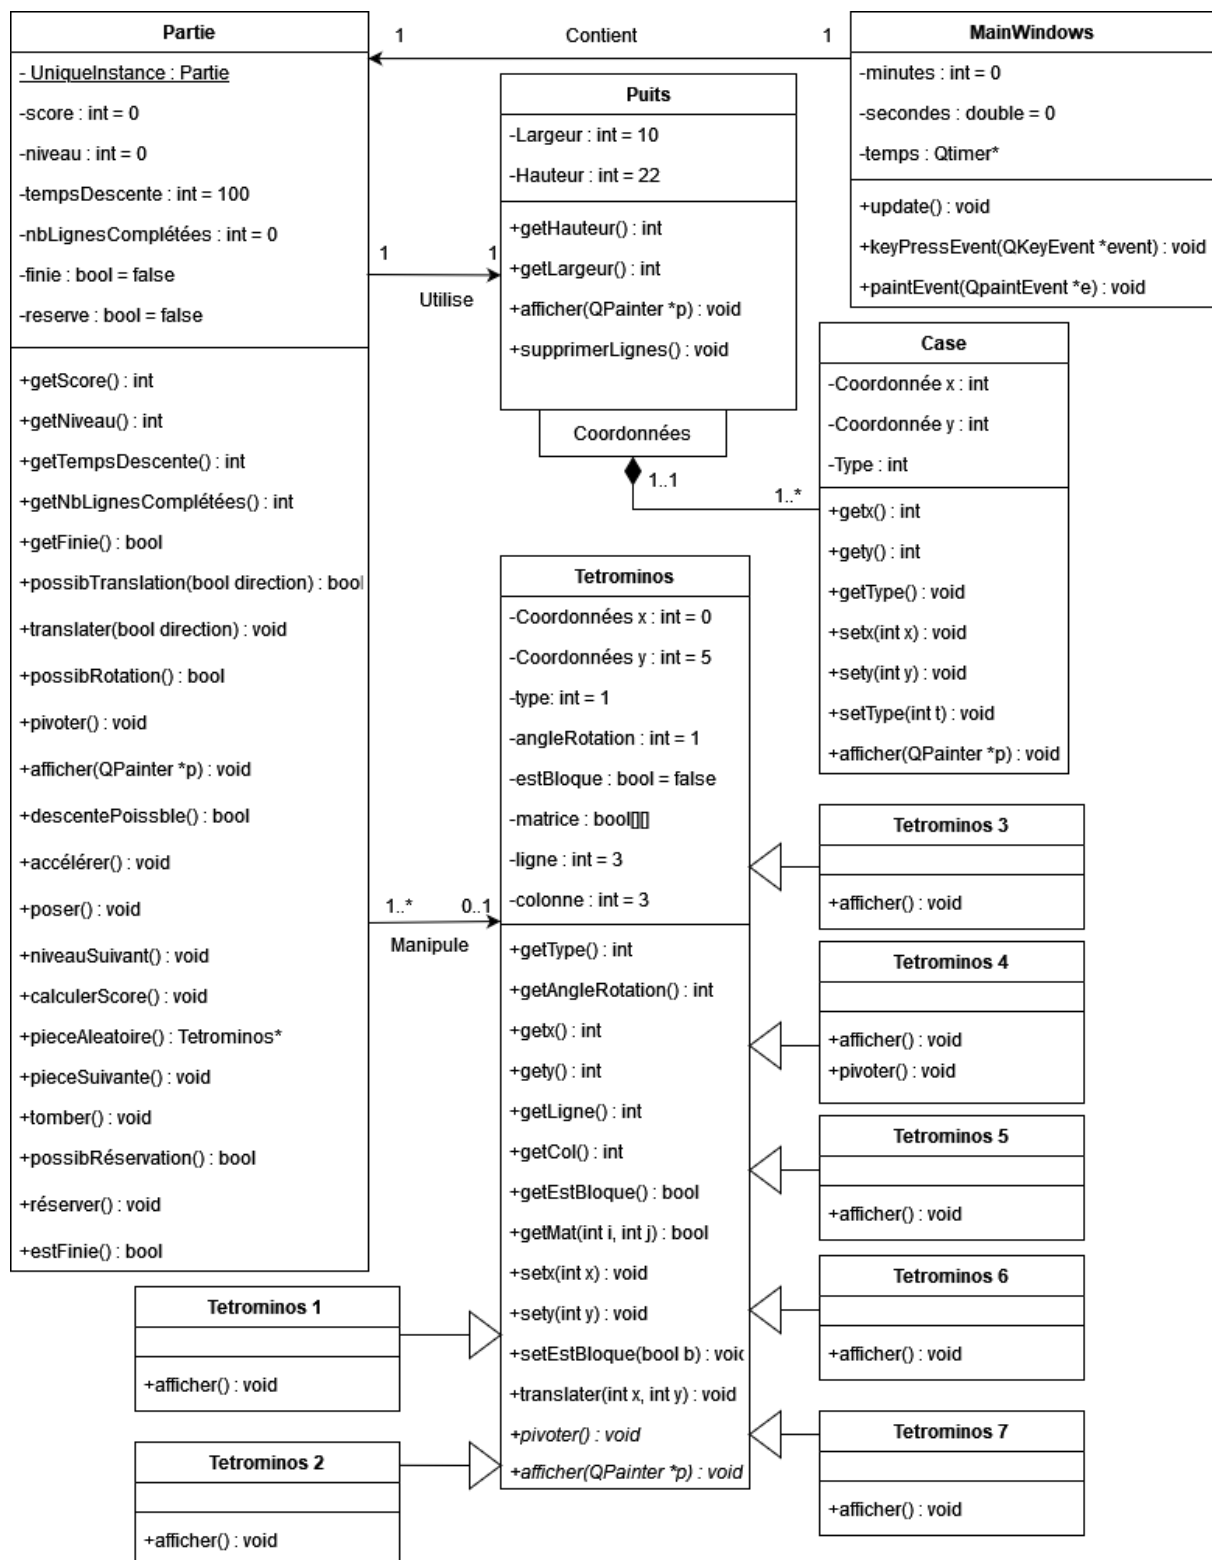 Partie
- UniqueInstance : Partie
-score : int = 0
-niveau : int = 0
-tempsDescente : int = 100
-nbLignesComplétées : int = 0
-finie : bool = false
-reserve : bool = false
+getScore() : int
+getNiveau() : int
+getTempsDescente() : int
+getNbLignesComplétées() : int
+getFinie() : bool
+possibTranslation(bool direction) : bool
+translater(bool direction) : void
+possibRotation() : bool
+pivoter() : void
+afficher(QPainter *p) : void
+descentePoissble() : bool
+accélérer() : void
+poser() : void
+niveauSuivant() : void
+calculerScore() : void
+pieceAleatoire() : Tetrominos*
+pieceSuivante() : void
+tomber() : void
+possibRéservation() : bool
+réserver() : void
+estFinie() : bool
1
Contient
1
MainWindows
-minutes : int = 0
-secondes : double = 0
-temps : Qtimer*
+update() : void
+keyPressEvent(QKeyEvent *event) : void
+paintEvent(QpaintEvent *e) : void
1
1
Utilise
Puits
-Largeur : int = 10
-Hauteur : int = 22
+getHauteur() : int
+getLargeur() : int
+afficher(QPainter *p) : void
+supprimerLignes() : void
Coordonnées
1..1
1..*
Case
-Coordonnée x : int
-Coordonnée y : int
-Type : int
+getx() : int
+gety() : int
+getType() : void
+setx(int x) : void
+sety(int y) : void
+setType(int t) : void
+afficher(QPainter *p) : void
1..*
0..1
Manipule
Tetrominos
-Coordonnées x : int = 0
-Coordonnées y : int = 5
-type: int = 1
-angleRotation : int = 1
-estBloque : bool = false
-matrice : bool[][]
-ligne : int = 3
-colonne : int = 3
+getType() : int
+getAngleRotation() : int
+getx() : int
+gety() : int
+getLigne() : int
+getCol() : int
+getEstBloque() : bool
+getMat(int i, int j) : bool
+setx(int x) : void
+sety(int y) : void
+setEstBloque(bool b) : void
+translater(int x, int y) : void
+pivoter() : void
+afficher(QPainter *p) : void
Tetrominos 3
+afficher() : void
Tetrominos 4
+afficher() : void
+pivoter() : void
Tetrominos 5
+afficher() : void
Tetrominos 6
+afficher() : void
Tetrominos 7
+afficher() : void
Tetrominos 1
+afficher() : void
Tetrominos 2
+afficher() : void